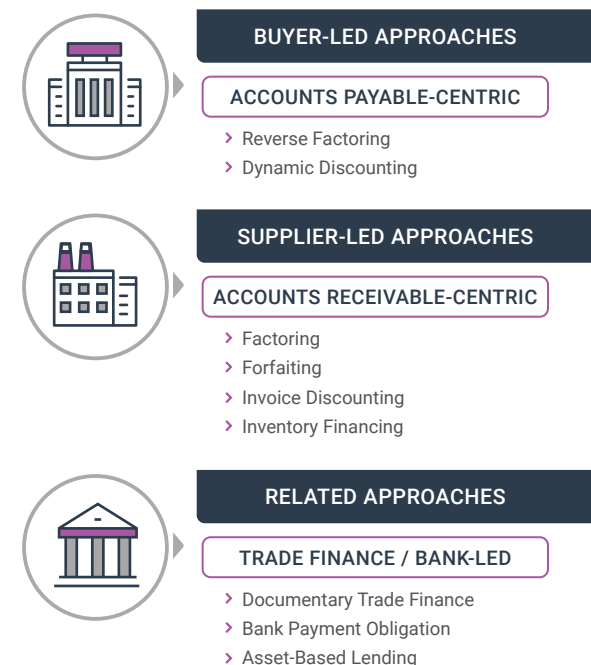 BUYER-LED APPROACHES
ACCOUNTS PAYABLE-CENTRIC
Reverse Factoring
Dynamic Discounting
SUPPLIER-LED APPROACHES
ACCOUNTS RECEIVABLE-CENTRIC
Factoring
Forfaiting
Invoice Discounting
Inventory Financing
RELATED APPROACHES
TRADE FINANCE / BANK-LED
Documentary Trade Finance
Bank Payment Obligation
Asset-Based Lending